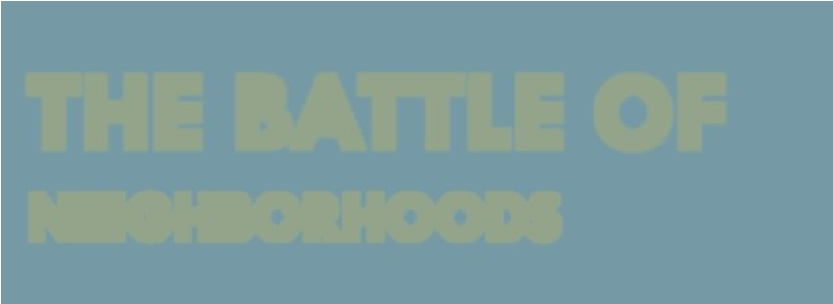 THE BATTLE OF
NEIGHBORHOODS